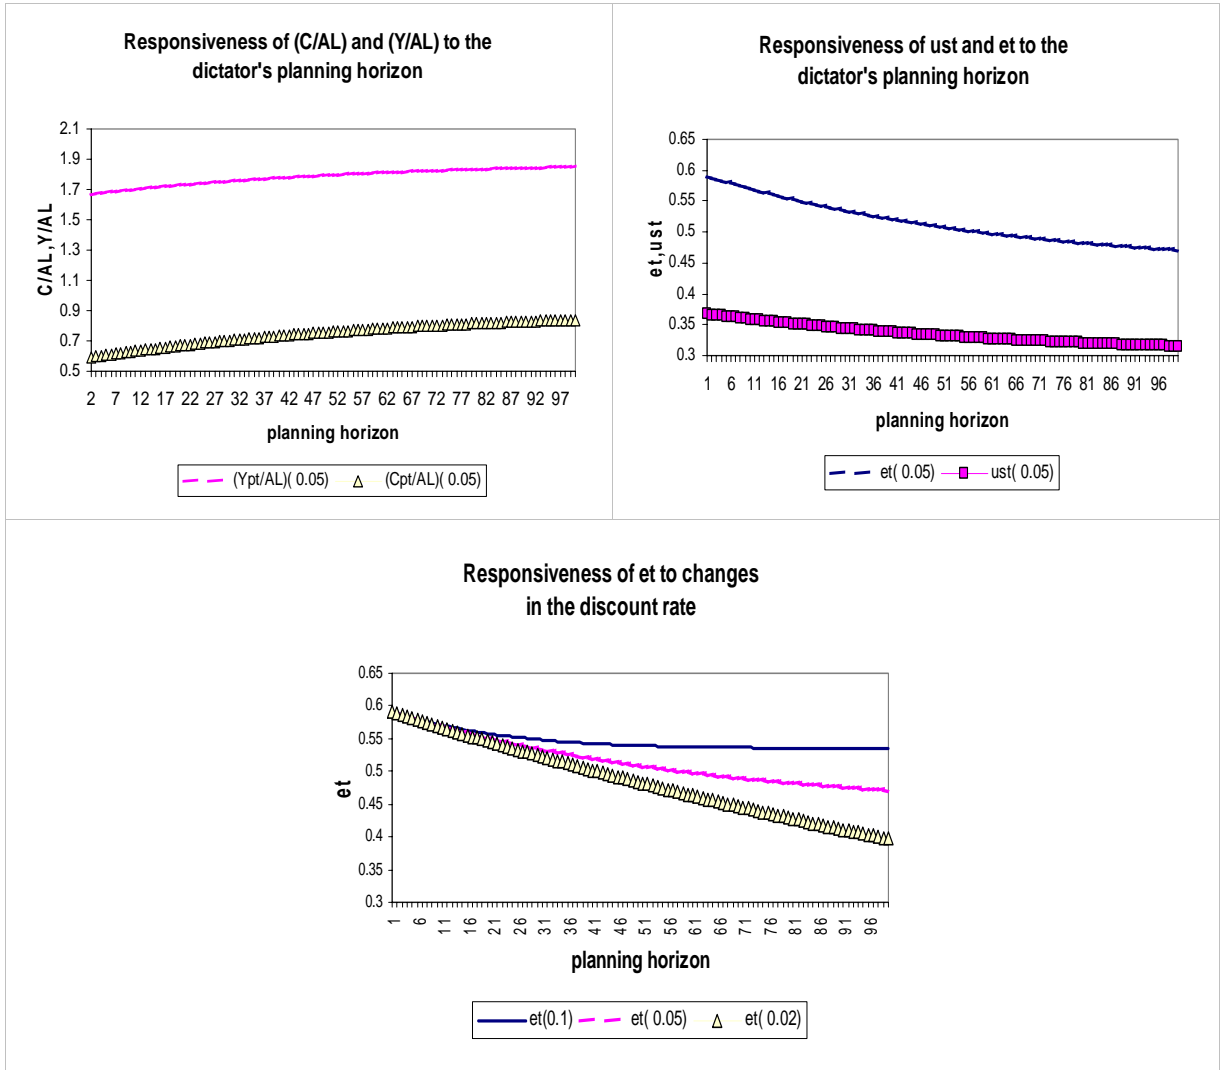 Responsiveness of (C/AL) and (Y/AL) to the
dictator's planning horizon
C/AL,Y/AL
2.1
1.9
1.7
1.5
1.3
1.1
0.9
0.7
0.5
2 7 12 17 22 27 32 37 42 47 52 57 62 67 72 77 82 87 92 97
planning horizon
(Ypt/AL)( 0.05) (Cpt/AL)( 0.05)
Responsiveness of ust and et to the
dictator's planning horizon
et,ust
0.65
0.6
0.55
0.5
0.45
0.4
0.35
0.3
1 6 11 16 21 26 31 36 41 46 51 56 61 66 71 76 81 86 91 96
planning horizon
et( 0.05) ust( 0.05)
Responsiveness of et to changes
in the discount rate
et
0.65
0.6
0.55
0.5
0.45
0.4
0.35
0.3
1 6 11 16 21 26 31 36 41 46 51 56 61 66 71 76 81 86 91 96
planning horizon
et(0.1) et( 0.05) et( 0.02)